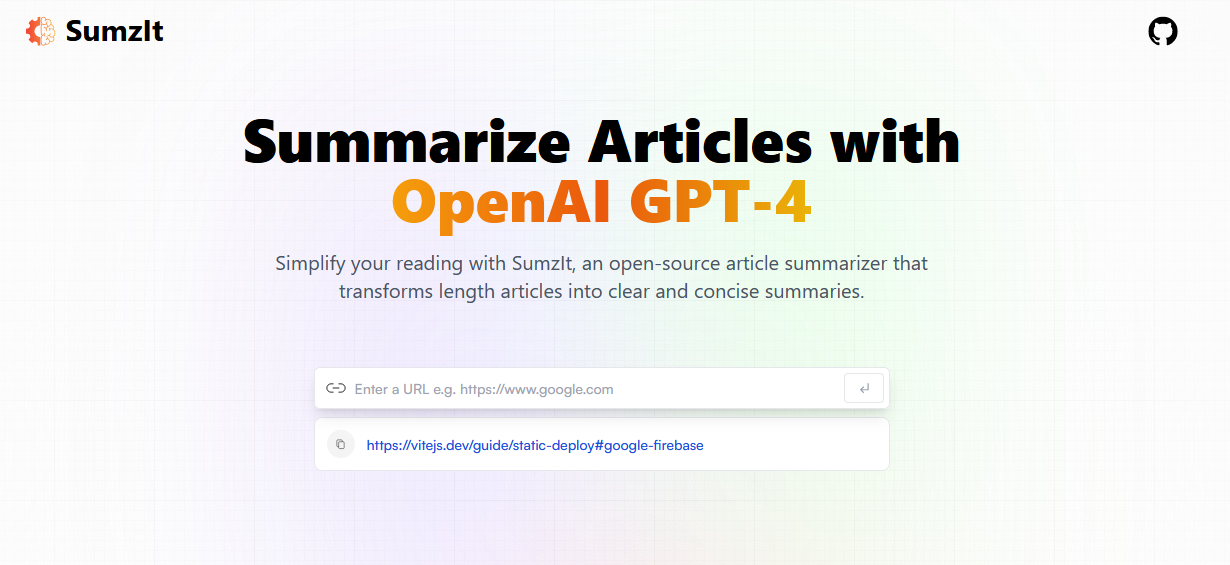 SumzIt
Summarize Articles with
OpenAI GPT-4
Simplify your reading with SumzIt, an open-source article summarizer that
transforms length articles into clear and concise summaries.
Enter a URL e.g. https://www.google.com
https://vitejs.dev/guide/static-deploy#google-firebase